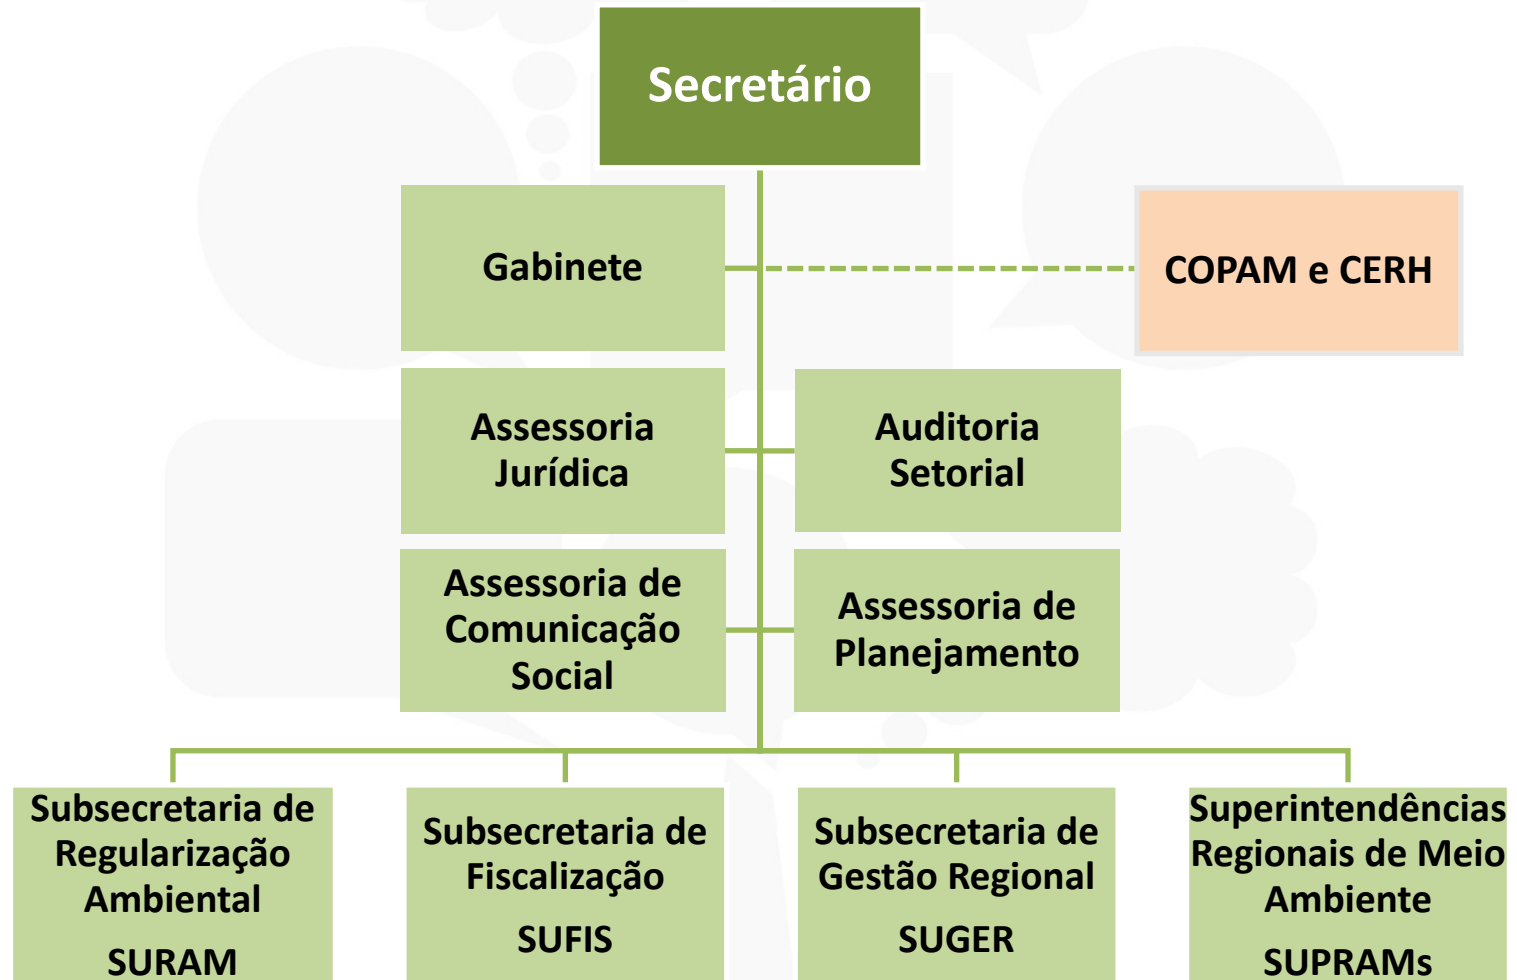 Secretário
Gabinete
COPAM e CERH
Assessoria
Jurídica
Auditoria
Setorial
Assessoria de
Comunicação
Social
Assessoria de
Planejamento
Subsecretaria de
Regularização
Ambiental
SURAM
Subsecretaria de
Fiscalização
SUFIS
Subsecretaria de
Gestão Regional
SUGER
Superintendências
Regionais de Meio
Ambiente
SUPRAMs